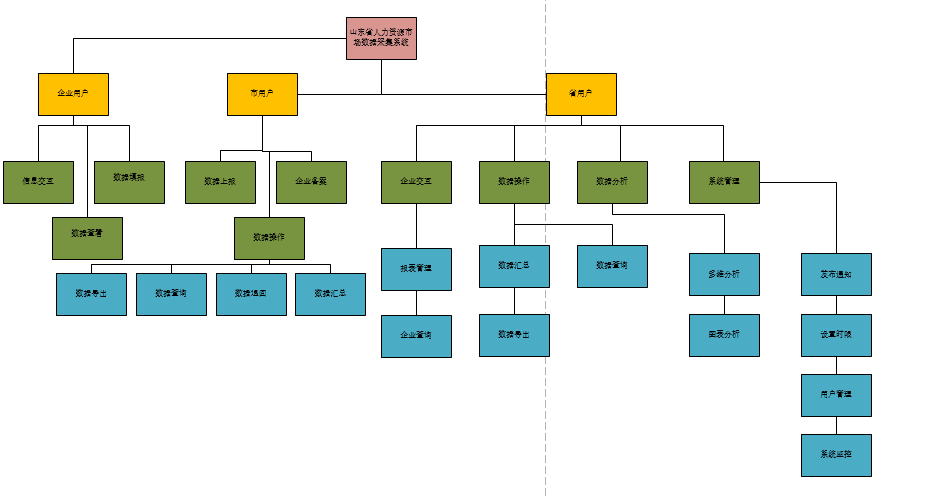 山东省人力资源市
场数据采集系统
企业用户
市用户
省用户
信息交互
数据填报
数据上报
企业备案
企业交互
数据操作
数据分析
系统管理
数据查看
数据操作
报表管理
数据汇总
数据查询
多维分析
发布通知
数据导出
数据查询
数据退回
数据汇总
企业查询
数据导出
图表分析
设置时限
用户管理
系统监控